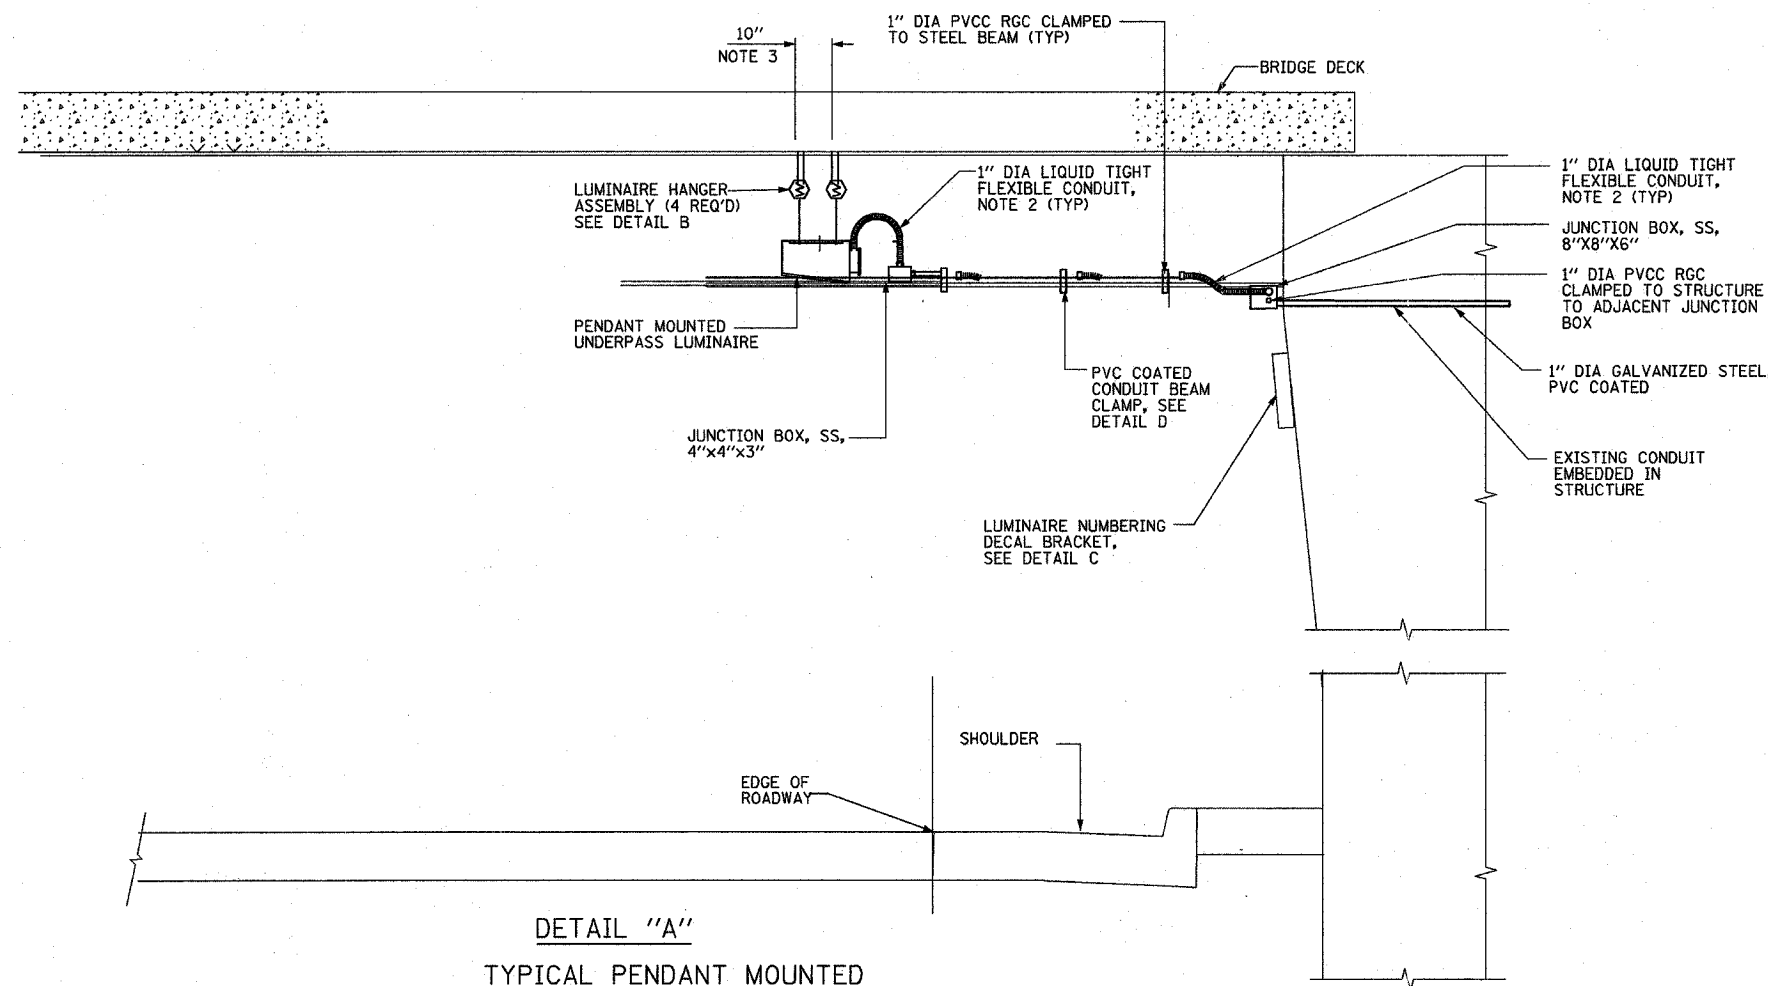 1" DIA PVCC RGC CLAMPED
TO STEEL BEAM (TYP)
10"
NOTE 3
BRIDGE DECK
LUMINAIRE HANGER
ASSEMBLY (4 REQ'D)
SEE DETAIL B
1" DIA LIQUID TIGHT
FLEXIBLE CONDUIT,
NOTE 2 (TYP)
1" DIA LIQUID TIGHT
FLEXIBLE CONDUIT,
NOTE 2 (TYP)
JUNCTION BOX, SS,
8"X8"X6"
1" DIA PVCC RGC
CLAMPED TO STRUCTURE
TO ADJACENT JUNCTION
BOX
PENDANT MOUNTED
UNDERPASS LUMINAIRE
PVC COATED
CONDUIT BEAM
CLAMP, SEE
DETAIL D
1" DIA GALVANIZED STEEL,
PVC COATED
JUNCTION BOX, SS,
4"x4"x3"
EXISTING CONDUIT
EMBEDDED IN
STRUCTURE
LUMINAIRE NUMBERING
DECAL BRACKET,
SEE DETAIL C
SHOULDER
EDGE OF
ROADWAY
DETAIL "A"
TYPICAL PENDANT MOUNTED